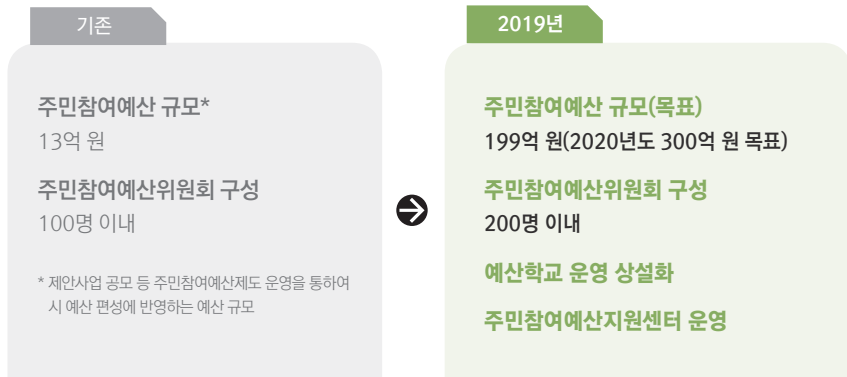 기존
주민참여예산 규모*
13억 원
주민참여예산위원회 구성
100명 이내
* 제안사업 공모 등 주민참여예산제도 운영을 통하여
시 예산 편성에 반영하는 예산 규모
2019년
주민참여예산 규모(목표)
199억 원(2020년도 300억 원 목표)
주민참여예산위원회 구성
200명 이내
예산학교 운영 상설화
주민참여예산지원센터 운영